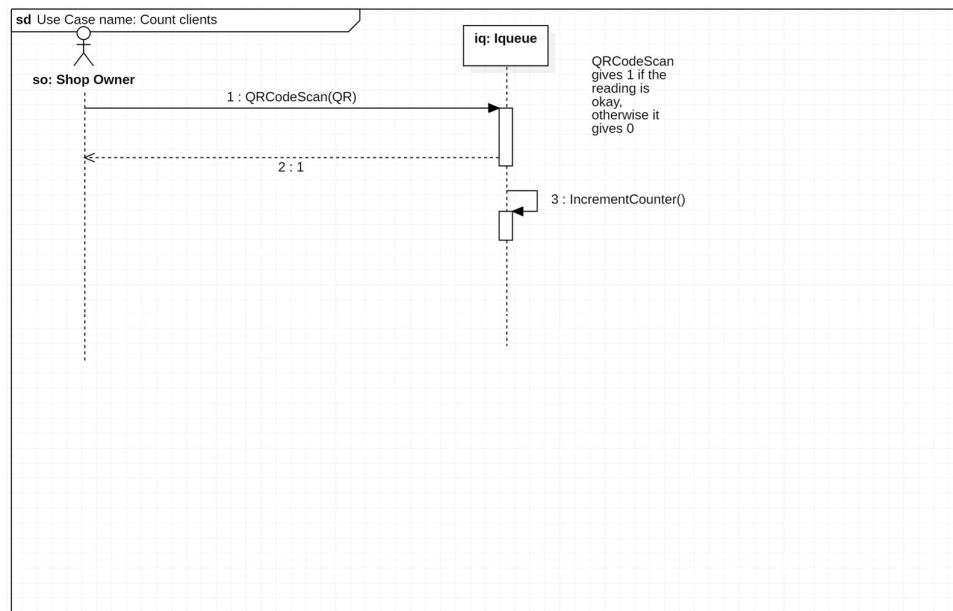 sd Use Case name: Count clients
iq: Iqueue
so: Shop Owner
QRCodeScan
gives 1 if the
reading is
okay,
otherwise it
gives 0
1 : QRCodeScan(QR)
2 : 1
3 : IncrementCounter()